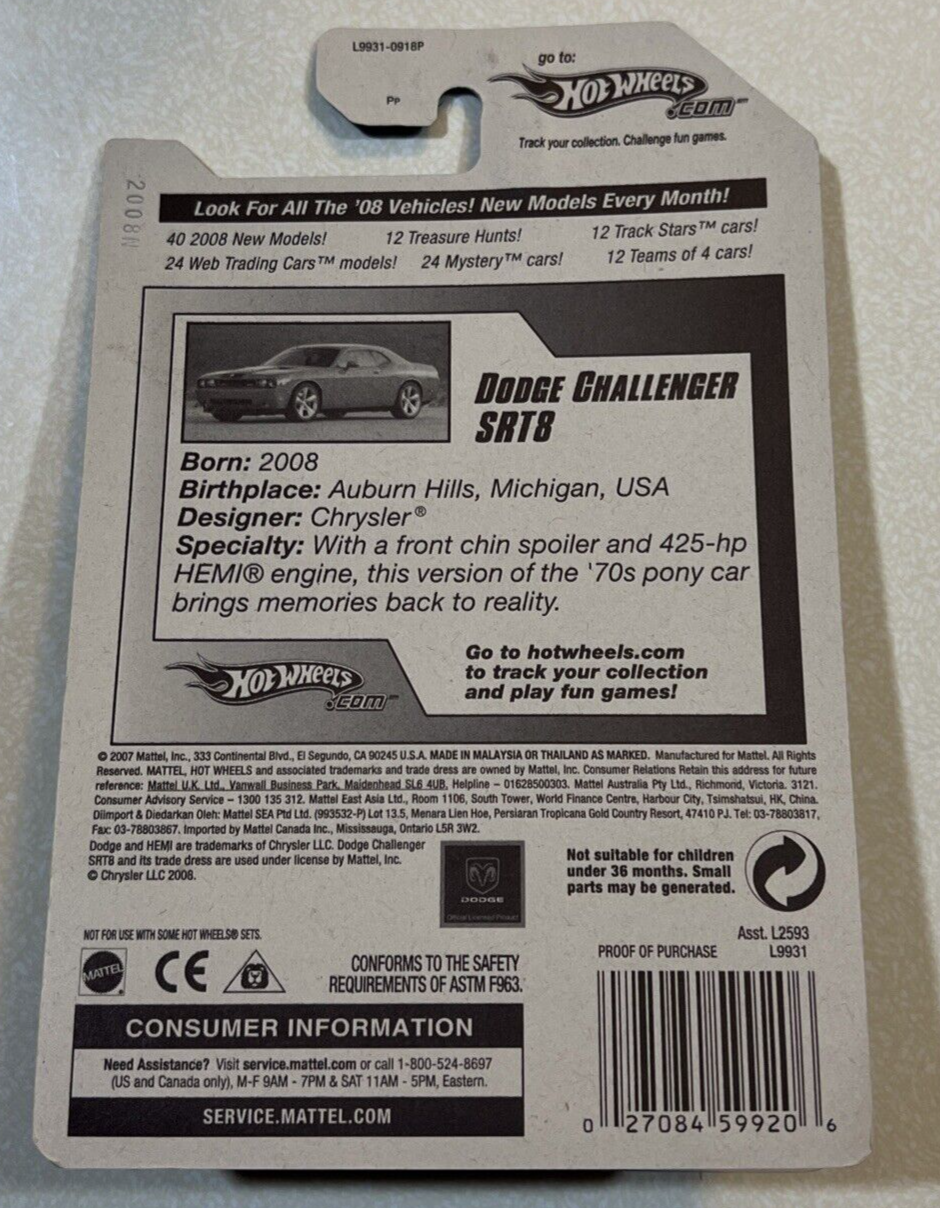 L9931-0918P
Pp
go to:
HOT WHEELS
.COM™
Track your collection. Challenge fun games.
2008N
Look For All The '08 Vehicles! New Models Every Month!
40 2008 New Models! 12 Treasure Hunts! 12 Track Stars™ cars!
24 Web Trading Cars™ models! 24 Mystery™ cars! 12 Teams of 4 cars!
DODGE CHALLENGER
SRT8
Born: 2008
Birthplace: Auburn Hills, Michigan, USA
Designer: Chrysler®
Specialty: With a front chin spoiler and 425-hp
HEMI® engine, this version of the '70s pony car
brings memories back to reality.
HOT WHEELS
.COM™
Go to hotwheels.com
to track your collection
and play fun games!
© 2007 Mattel, Inc., 333 Continental Blvd., El Segundo, CA 90245 U.S.A. MADE IN MALAYSIA OR THAILAND AS MARKED. Manufactured for Mattel. All Rights
Reserved. MATTEL, HOT WHEELS and associated trademarks and trade dress are owned by Mattel, Inc. Consumer Relations Retain this address for future
reference: Mattel U.K. Ltd., Vanwall Business Park, Maidenhead SL6 4UB, Helpline – 01628500303. Mattel Australia Pty Ltd., Richmond, Victoria. 3121.
Consumer Advisory Service – 1300 135 312. Mattel East Asia Ltd., Room 1106, South Tower, World Finance Centre, Harbour City, Tsimshatsui, HK, China.
Diimport & Diedarkan Oleh: Mattel SEA Ptd Ltd. (993532-P) Lot 13.5, Menara Lien Hoe, Persiaran Tropicana Gold Country Resort, 47410 PJ. Tel: 03-78803817,
Fax: 03-78803867. Imported by Mattel Canada Inc., Mississauga, Ontario L5R 3W2.
Dodge and HEMI are trademarks of Chrysler LLC. Dodge Challenger
SRT8 and its trade dress are used under license by Mattel, Inc.
© Chrysler LLC 2008.
DODGE
Official Licensed Product
Not suitable for children
under 36 months. Small
parts may be generated.
NOT FOR USE WITH SOME HOT WHEELS® SETS.
MATTEL
CE
CONFORMS TO THE SAFETY
REQUIREMENTS OF ASTM F963.
Asst. L2593
PROOF OF PURCHASE L9931
CONSUMER INFORMATION
Need Assistance? Visit service.mattel.com or call 1-800-524-8697
(US and Canada only), M-F 9AM - 7PM & SAT 11AM - 5PM, Eastern.
SERVICE.MATTEL.COM
0 27084 59920 6